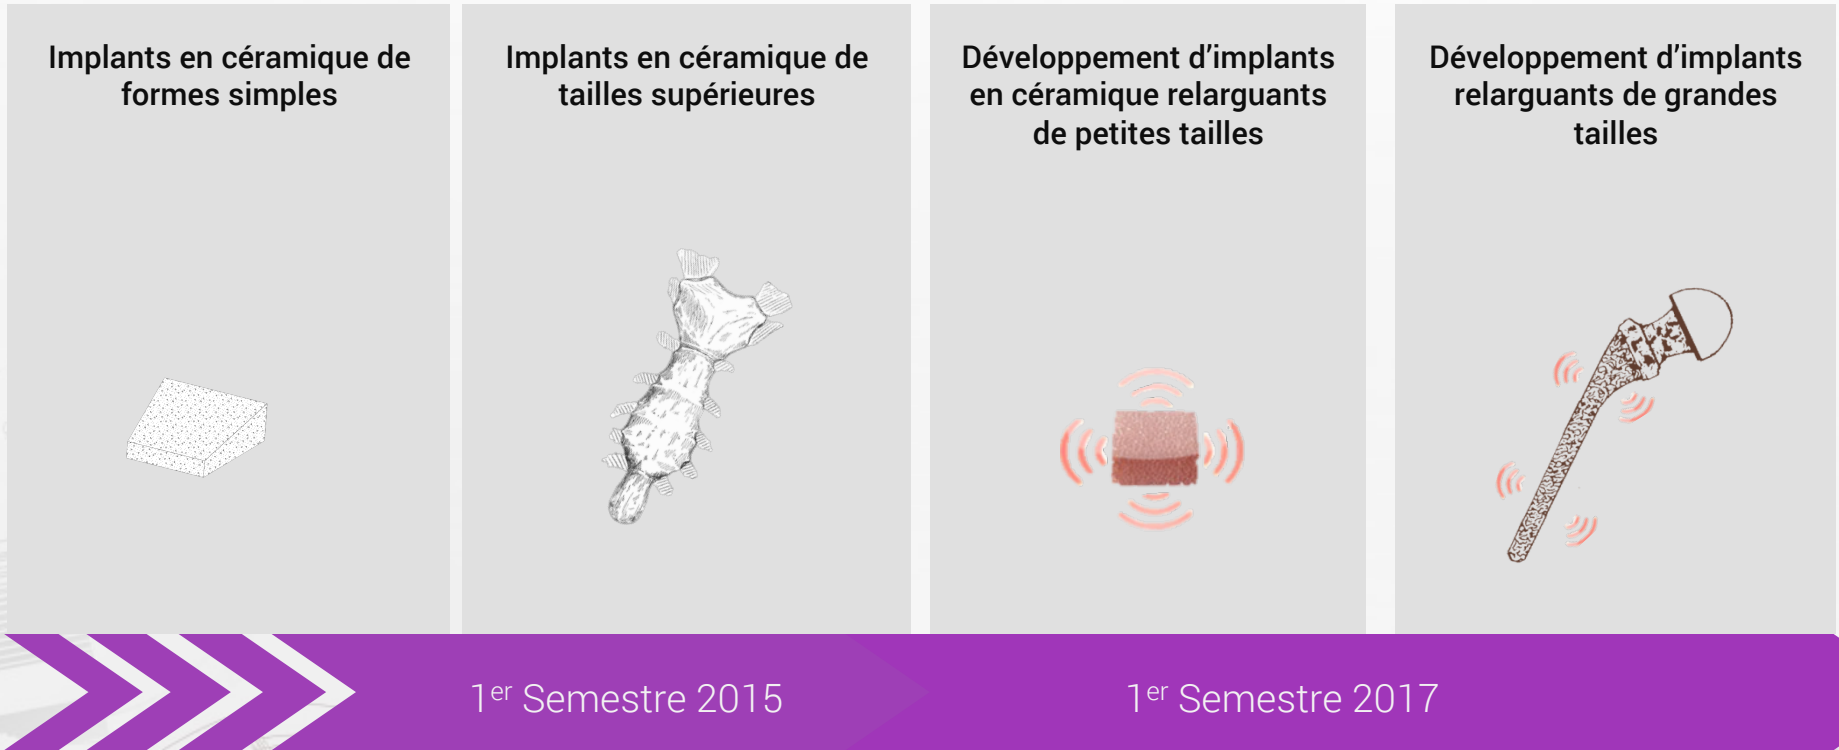 Implants en céramique de
formes simples
Implants en céramique de
tailles supérieures
Développement d’implants
en céramique relarguants
de petites tailles
Développement d’implants
relarguants de grandes
tailles
1er Semestre 2015
1er Semestre 2017